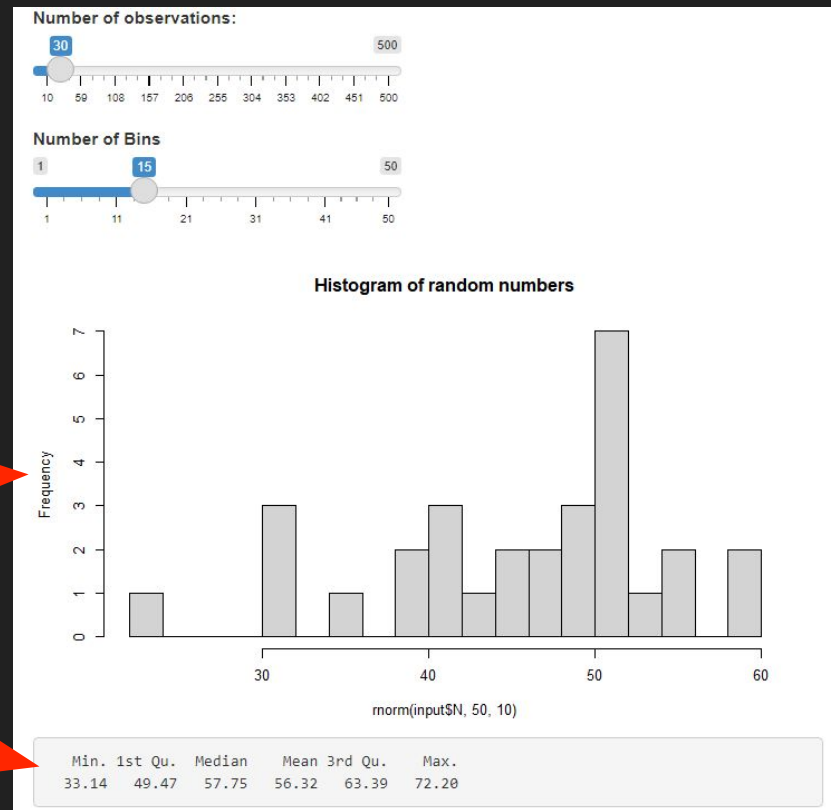 Number of observations:
30 500
10 59 108 157 206 255 304 353 402 451 500
Number of Bins
1 15 50
1 11 21 31 41 50
Histogram of random numbers
7
6
5
4
3
2
1
0
Frequency
30 40 50 60
rnorm(input$N, 50, 10)
Min. 1st Qu. Median Mean 3rd Qu. Max.
33.14 49.47 57.75 56.32 63.39 72.20